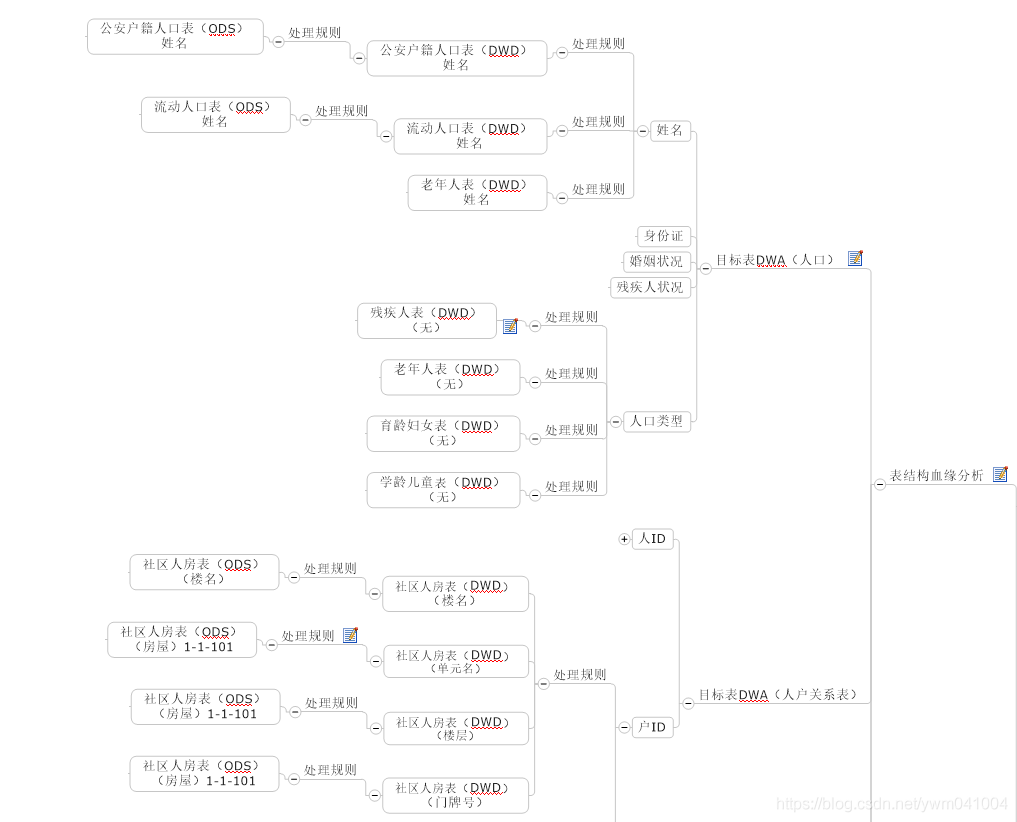 公安户籍人口表（ODS）
姓名
处理规则
公安户籍人口表（DWD）
姓名
处理规则
流动人口表（ODS）
姓名
处理规则
流动人口表（DWD）
姓名
处理规则
姓名
老年人表（DWD）
姓名
处理规则
身份证
婚姻状况
残疾人状况
目标表DWA（人口）
残疾人表（DWD）
（无）
处理规则
老年人表（DWD）
（无）
处理规则
育龄妇女表（DWD）
（无）
处理规则
人口类型
学龄儿童表（DWD）
（无）
处理规则
表结构血缘分析
人ID
社区人房表（ODS）
（楼名）
处理规则
社区人房表（DWD）
（楼名）
社区人房表（ODS）
（房屋）1-1-101
处理规则
社区人房表（DWD）
（单元名）
处理规则
目标表DWA（人户关系表）
社区人房表（ODS）
（房屋）1-1-101
处理规则
社区人房表（DWD）
（楼层）
户ID
社区人房表（ODS）
（房屋）1-1-101
处理规则
社区人房表（DWD）
（门牌号）
https://blog.csdn.net/ywm041004